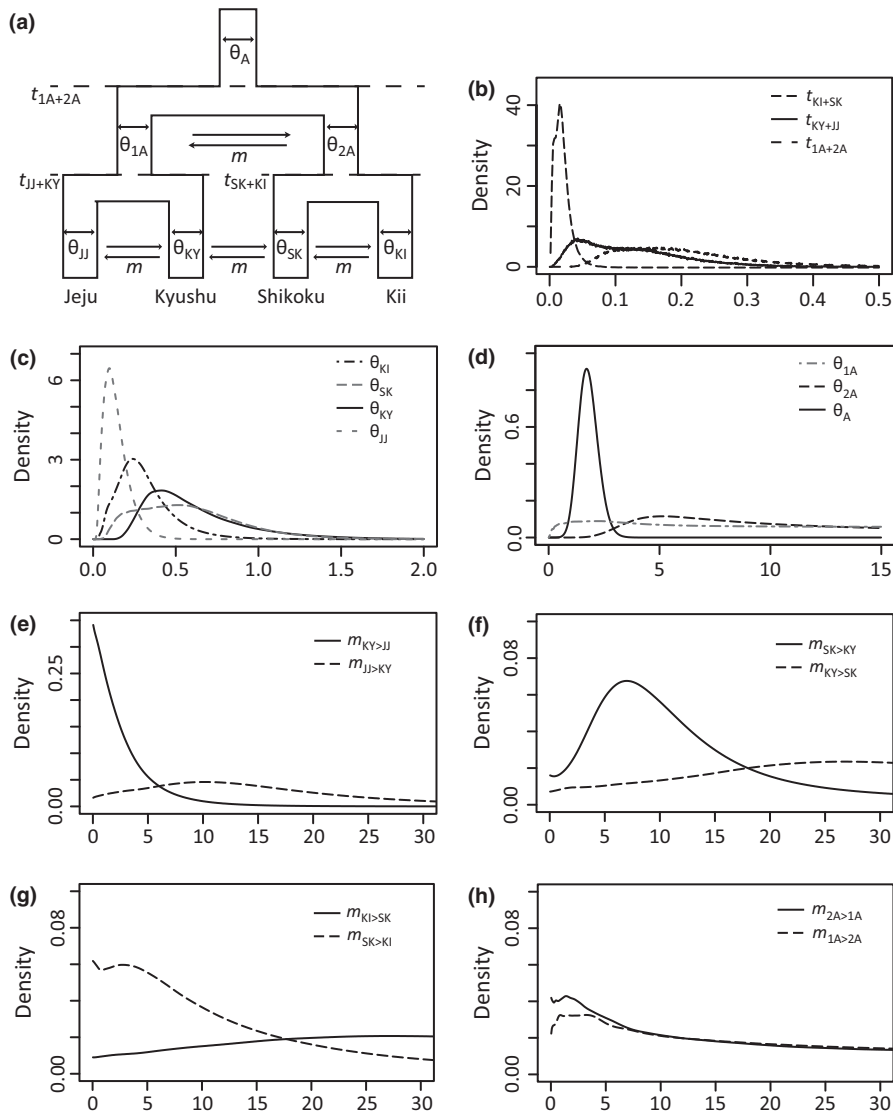 (a)
θA
t1A+2A
θ1A
θ2A
m
tJJ+KY
tSK+KI
θJJ
θKY
θSK
θKI
m
m
m
Jeju Kyushu Shikoku Kii
(b)
Density
40
20
0
tKI+SK
tKY+JJ
t1A+2A
0.0 0.1 0.2 0.3 0.4 0.5
(c)
Density
6
3
0
θKI
θSK
θKY
θJJ
0.0 0.5 1.0 1.5 2.0
(d)
Density
0.6
0.0
θ1A
θ2A
θA
0 5 10 15
(e)
Density
0.25
0.00
mKY>JJ
mJJ>KY
0 5 10 15 20 25 30
(f)
Density
0.08
0.00
mSK>KY
mKY>SK
0 5 10 15 20 25 30
(g)
Density
0.08
0.00
mKI>SK
mSK>KI
0 5 10 15 20 25 30
(h)
Density
0.08
0.00
m2A>1A
m1A>2A
0 5 10 15 20 25 30